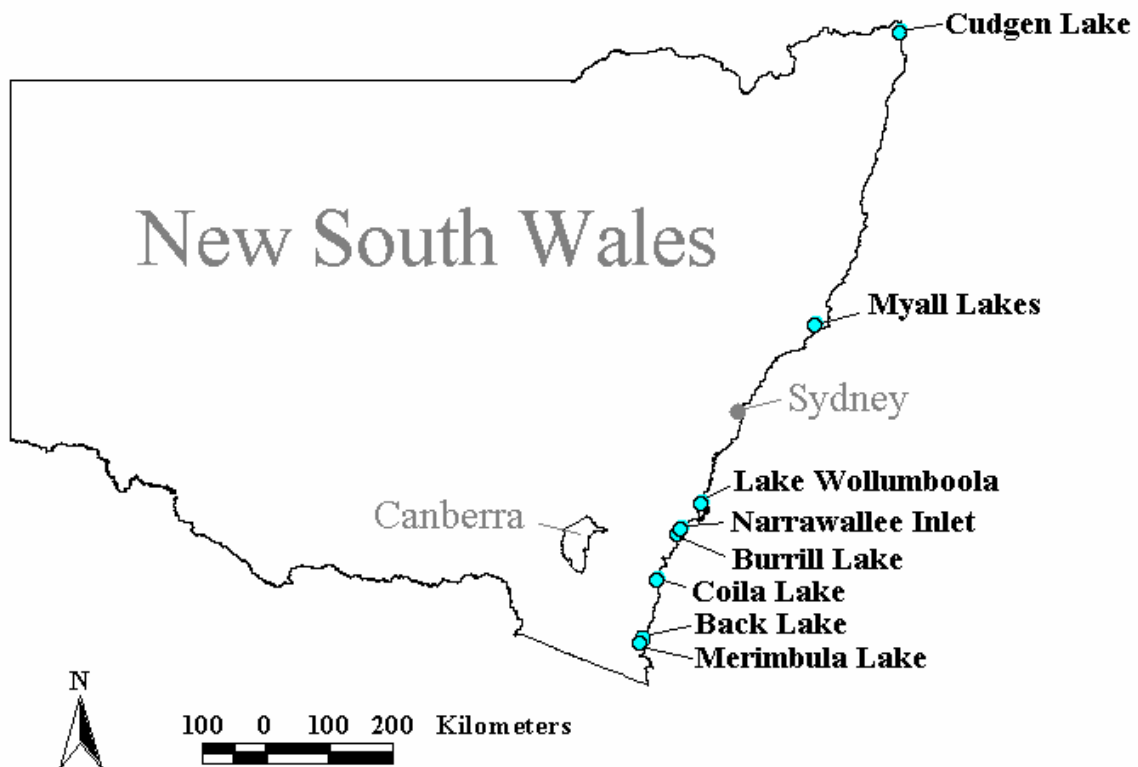 Cudgen Lake
New South Wales
Myall Lakes
Sydney
Lake Wollumboola
Canberra
Narrawallee Inlet
Burrill Lake
Coila Lake
Back Lake
Merimbula Lake
N
100 0 100 200 Kilometers